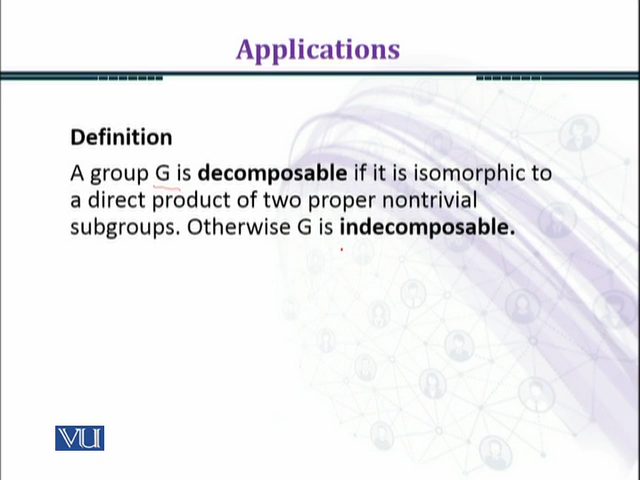 Applications
Definition
A group G is decomposable if it is isomorphic to
a direct product of two proper nontrivial
subgroups. Otherwise G is indecomposable.
VU